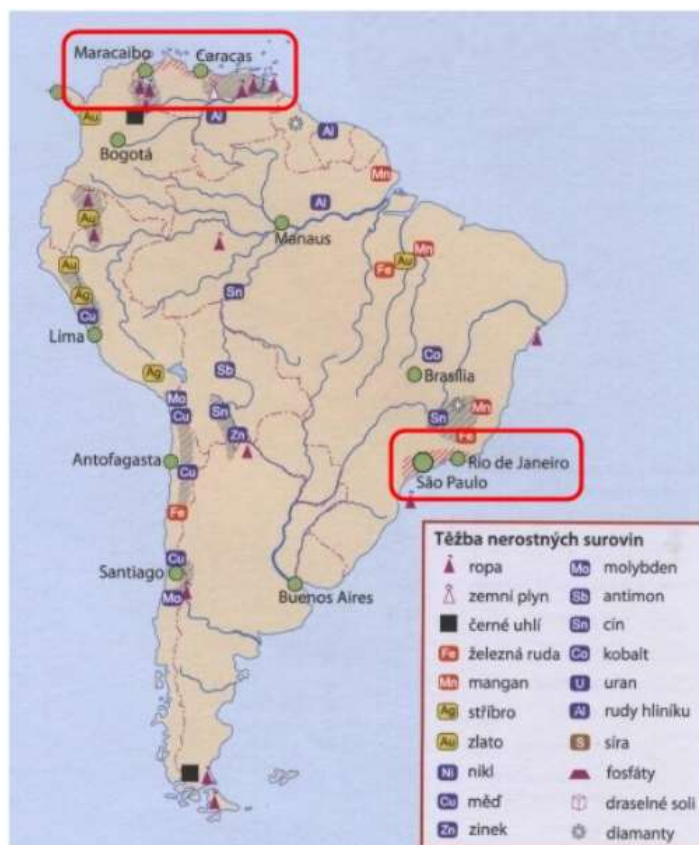 Maracaibo
Caracas
Au
Al
Al
Bogotá
Mn
Al
Au
Manaus
Au
Mn
Au
Fe
Ag
Sn
Cu
Lima
Co
Ag
Sb
Brasília
Mo
Sn
Sn
Mn
Cu
Zn
Fe
Antofagasta
Rio de Janeiro
Cu
São Paulo
Fe
Těžba nerostných surovin
Cu
Santiago
Mo
Buenos Aires
ropa
Mo molybden
zemní plyn
Sb antimon
černé uhlí
Sn cín
Fe železná ruda
Co kobalt
Mn mangan
U uran
Ag stříbro
Al rudy hliníku
Au zlato
S síra
Ni nikl
fosfáty
Cu měď
draselné soli
Zn zinek
diamanty